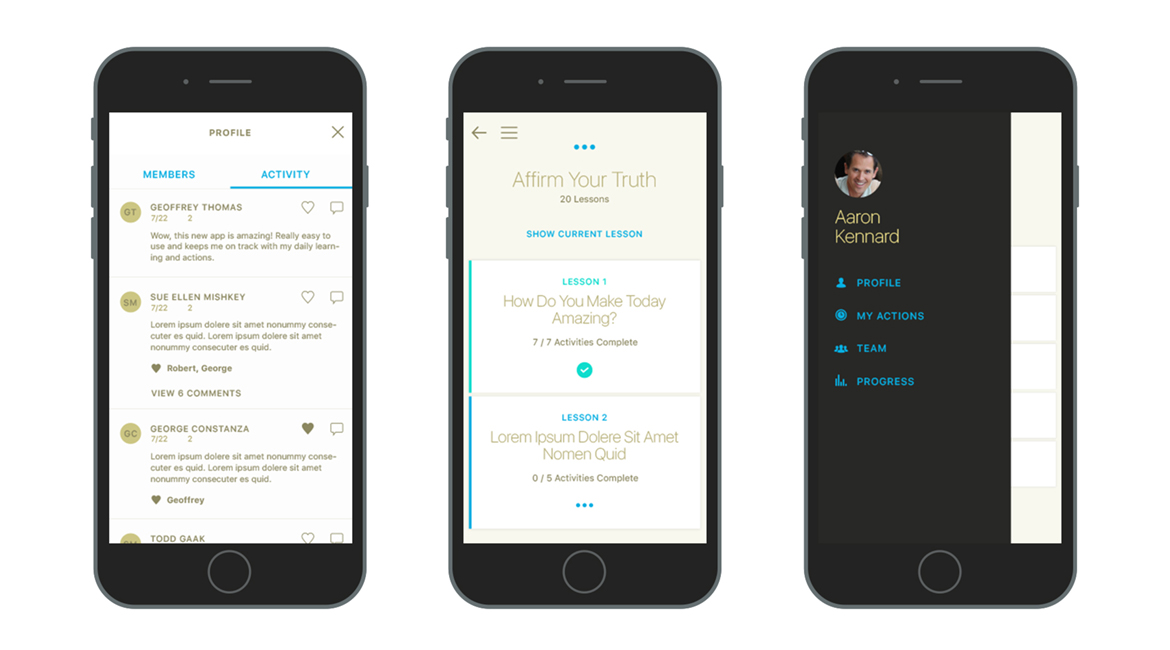 PROFILE
MEMBERS ACTIVITY
GT GEOFFREY THOMAS
7/22 2
Wow, this new app is amazing! Really easy to
use and keeps me on track with my daily learn-
ing and actions.
SM SUE ELLEN MISHKEY
7/22 2
Lorem ipsum dolere sit amet nonummy conse-
cuter es quid. Lorem ipsum dolere sit amet
nonummy consecuter es quid.
Robert, George
VIEW 6 COMMENTS
GC GEORGE CONSTANZA
7/22 2
Lorem ipsum dolere sit amet nonummy conse-
cuter es quid. Lorem ipsum dolere sit amet
nonummy consecuter es quid.
Geoffrey
TODD GAAK
Affirm Your Truth
20 Lessons
SHOW CURRENT LESSON
LESSON 1
How Do You Make Today
Amazing?
7 / 7 Activities Complete
LESSON 2
Lorem Ipsum Dolere Sit Amet
Nomen Quid
0 / 5 Activities Complete
Aaron
Kennard
PROFILE
MY ACTIONS
TEAM
PROGRESS